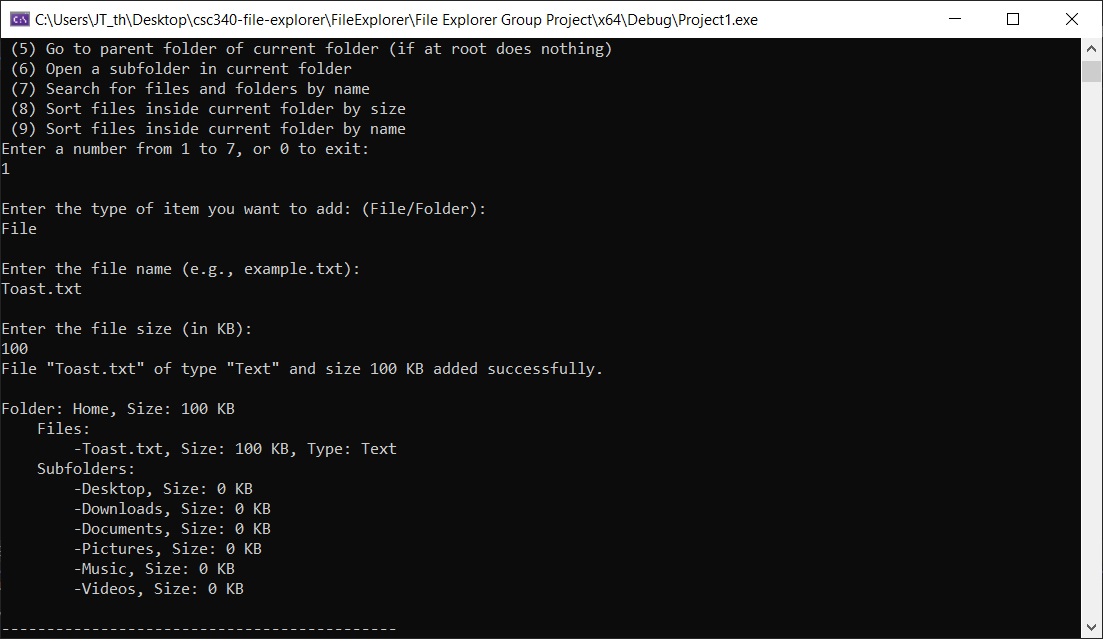 C:\Users\JT_th\Desktop\csc340-file-explorer\FileExplorer\File Explorer Group Project\x64\Debug\Project1.exe
(5) Go to parent folder of current folder (if at root does nothing)
(6) Open a subfolder in current folder
(7) Search for files and folders by name
(8) Sort files inside current folder by size
(9) Sort files inside current folder by name
Enter a number from 1 to 7, or 0 to exit:
1
Enter the type of item you want to add: (File/Folder):
File
Enter the file name (e.g., example.txt):
Toast.txt
Enter the file size (in KB):
100
File "Toast.txt" of type "Text" and size 100 KB added successfully.
Folder: Home, Size: 100 KB
Files:
-Toast.txt, Size: 100 KB, Type: Text
Subfolders:
-Desktop, Size: 0 KB
-Downloads, Size: 0 KB
-Documents, Size: 0 KB
-Pictures, Size: 0 KB
-Music, Size: 0 KB
-Videos, Size: 0 KB
--------------------------------------------